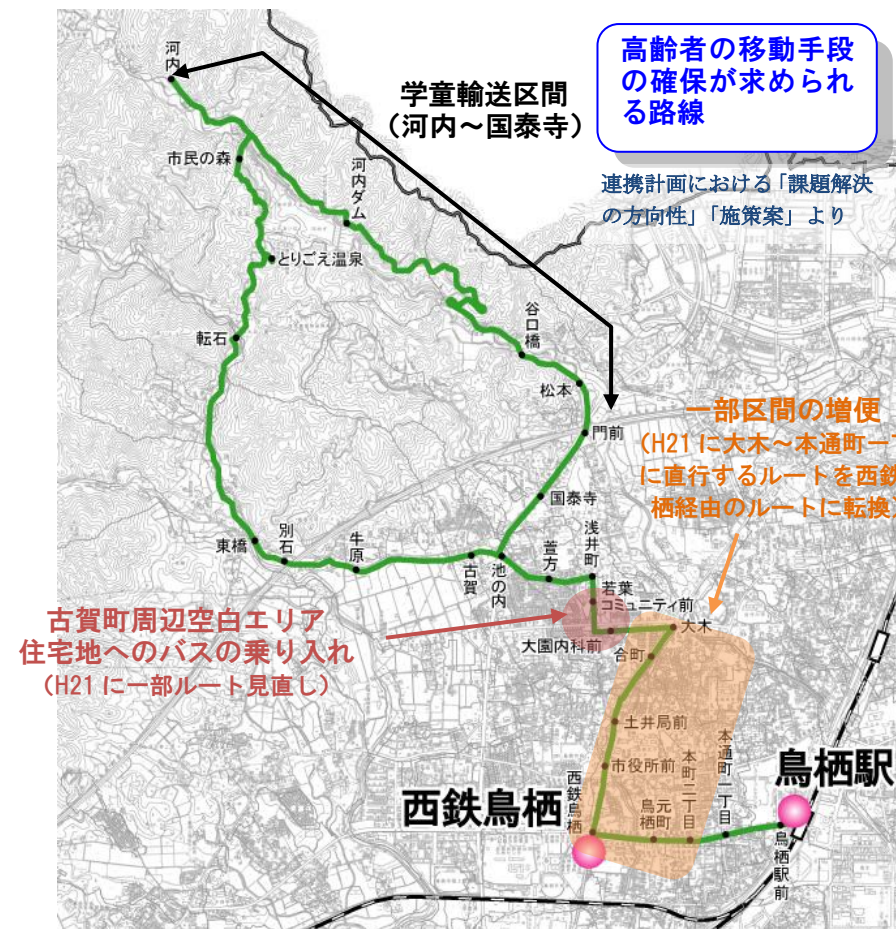 高齢者の移動手段
の確保が求められ
る路線
連携計画における「課題解決
の方向性」「施策案」より
学童輸送区間
（河内～国泰寺）
河内
市民の森
河内ダム
とりごえ温泉
転石
谷口橋
松本
門前
国泰寺
一部区間の増便
（H21に大木～本通町一
に直行するルートを西鉄
栖経由のルートに転換
東橋
別石
牛原
古賀
池の内
萱方
浅井町
若葉
コミュニティ前
大園内科前
大木
合町
古賀町周辺空白エリア
住宅地へのバスの乗り入れ
（H21に一部ルート見直し）
土井局前
市役所前
西鉄鳥栖
鳥栖元町
本町二丁目
本通町一丁目
西鉄鳥栖
鳥栖駅
鳥栖駅前